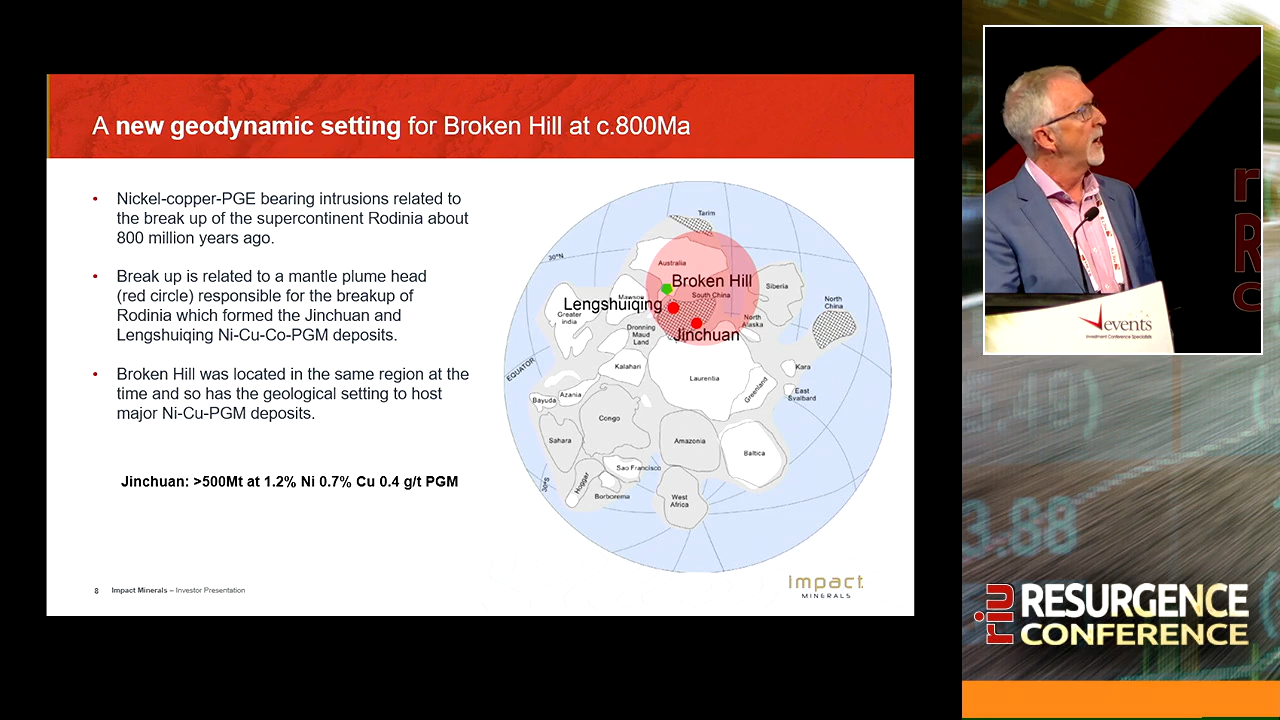 A new geodynamic setting for Broken Hill at c.800Ma
• Nickel-copper-PGE bearing intrusions related to
the break up of the supercontinent Rodinia about
800 million years ago.
• Break up is related to a mantle plume head
(red circle) responsible for the breakup of
Rodinia which formed the Jinchuan and
Lengshuiqing Ni-Cu-Co-PGM deposits.
• Broken Hill was located in the same region at the
time and so has the geological setting to host
major Ni-Cu-PGM deposits.
Jinchuan: >500Mt at 1.2% Ni 0.7% Cu 0.4 g/t PGM
Tarim
30°N
Australia
Broken Hill
Siberia
Mawson
South China
Lengshuiqing
North
China
Greater
India
North
Alaska
Dronning
Maud
Land
Jinchuan
EQUATOR
Kalahari
Laurentia
Kara
Greenland
East
Svalbard
Bayuda
Azania
Congo
Sahara
Amazonia
Baltica
Sao Francisco
30°S
Hoggar
Borborema
West
Africa
8 Impact Minerals – Investor Presentation
impact
MINERALS
r
R
C
Vevents
Investment Conference Specialists
3.88
riu
RESURGENCE
CONFERENCE